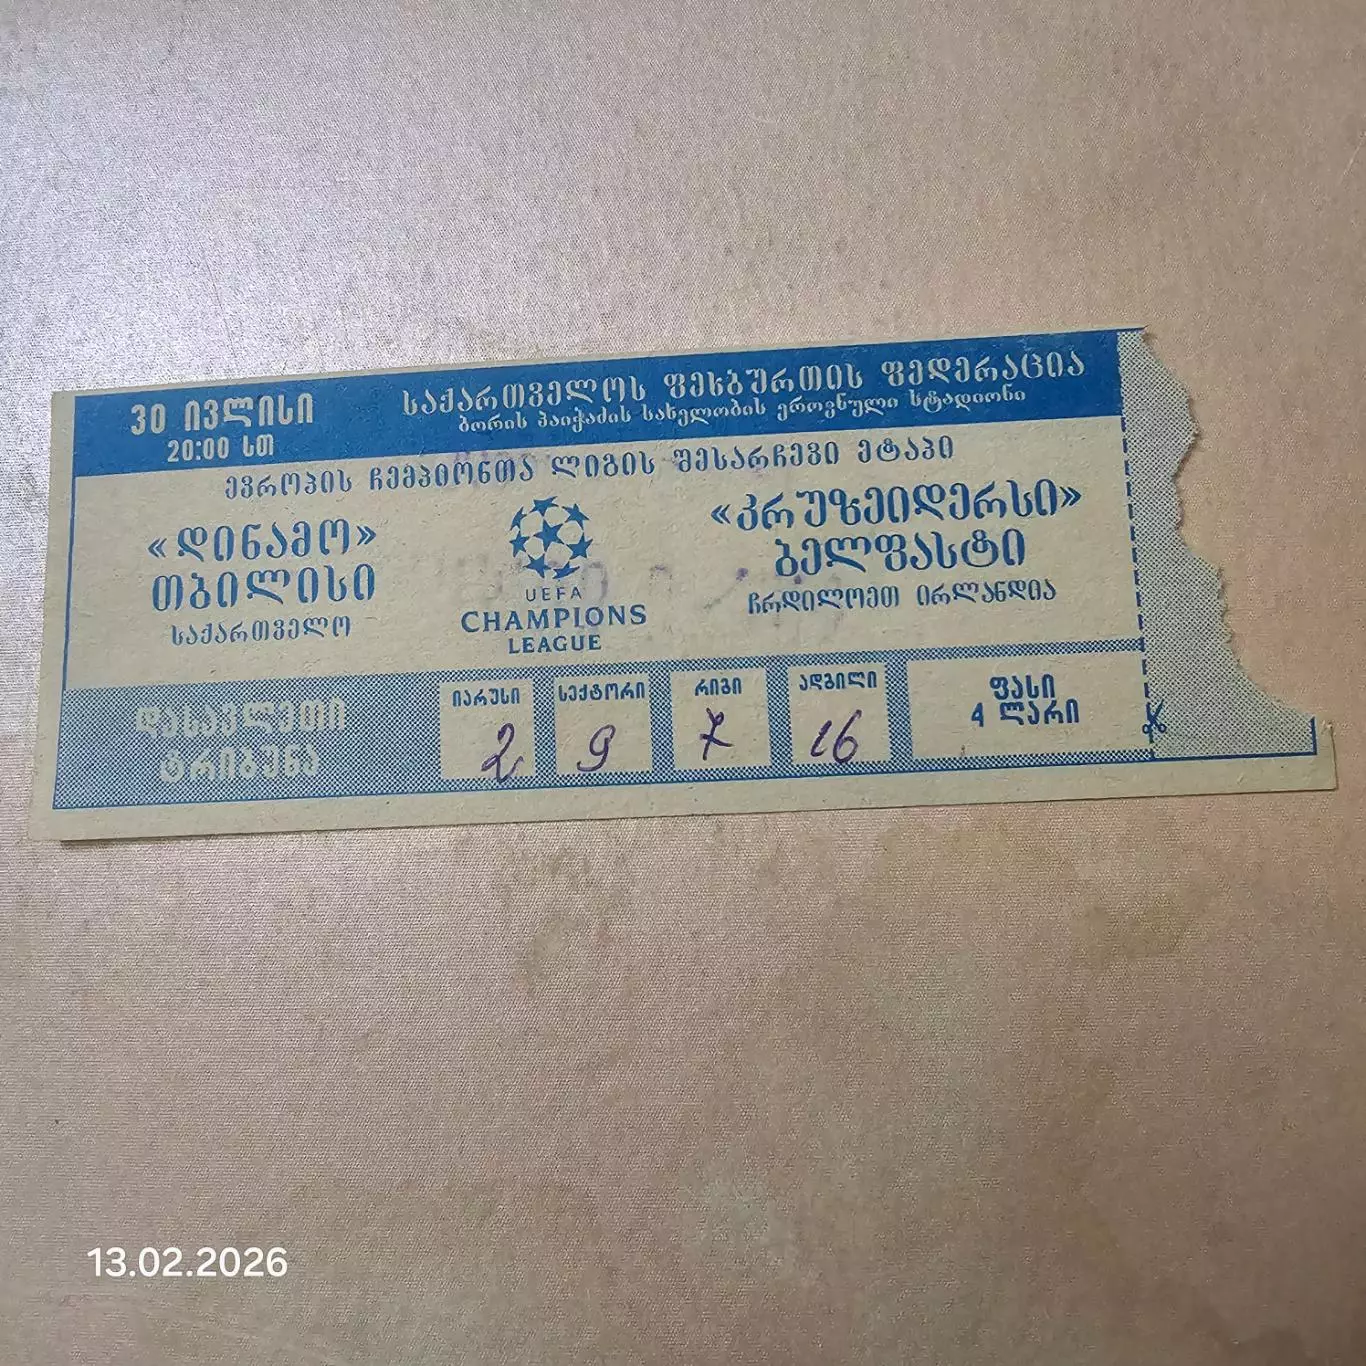 30 ივლისი
20:00 სთ
საქართველოს ფეხბურთის ფედერაცია
ბორის პაიჭაძის სახელობის ეროვნული სტადიონი
ევროპის ჩემპიონთა ლიგის შესარჩევი ეტაპი
«დინამო»
თბილისი
საქართველო
UEFA
CHAMPIONS
LEAGUE
«კრუზეიდერსი»
ბელფასტი
ჩრდილოეთ ირლანდია
დასავლეთი
ტრიბუნა
იარუსი
2
სექტორი
9
რიგი
7
ადგილი
16
ფასი
4 ლარი
13.02.2026